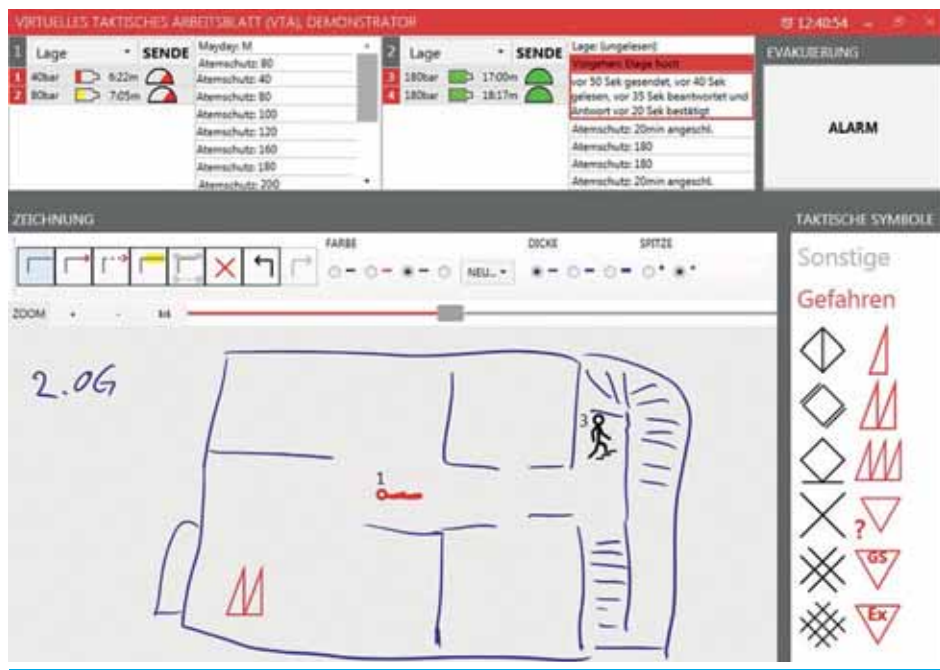 VIRTUELLES TAKTISCHES ARBEITSBLATT (VTA), DEMONSTRATOR
12:40:54
1 Lage SENDE
Mayday: M
Atemschutz: 80
Atemschutz: 40
Atemschutz: 80
Atemschutz: 100
Atemschutz: 120
Atemschutz: 160
Atemschutz: 180
Atemschutz: 200
1 40bar 6:22m
2 80bar 7:05m
2 Lage SENDE
Lage: (ungelesen)
Vorgehen: Etage hoch
vor 50 Sek gesendet, vor 40 Sek
gelesen, vor 35 Sek beantwortet und
Antwort vor 20 Sek bestätigt
Atemschutz: 20min angeschl.
Atemschutz: 180
Atemschutz: 180
Atemschutz: 20min angeschl.
3 180bar 17:00m
4 180bar 18:17m
EVAKUIERUNG
ALARM
ZEICHNUNG
FARBE DICKE SPITZE
NEU...
ZOOM + - 1:1
2.OG
3
1
TAKTISCHE SYMBOLE
Sonstige
Gefahren
?
GS
Ex